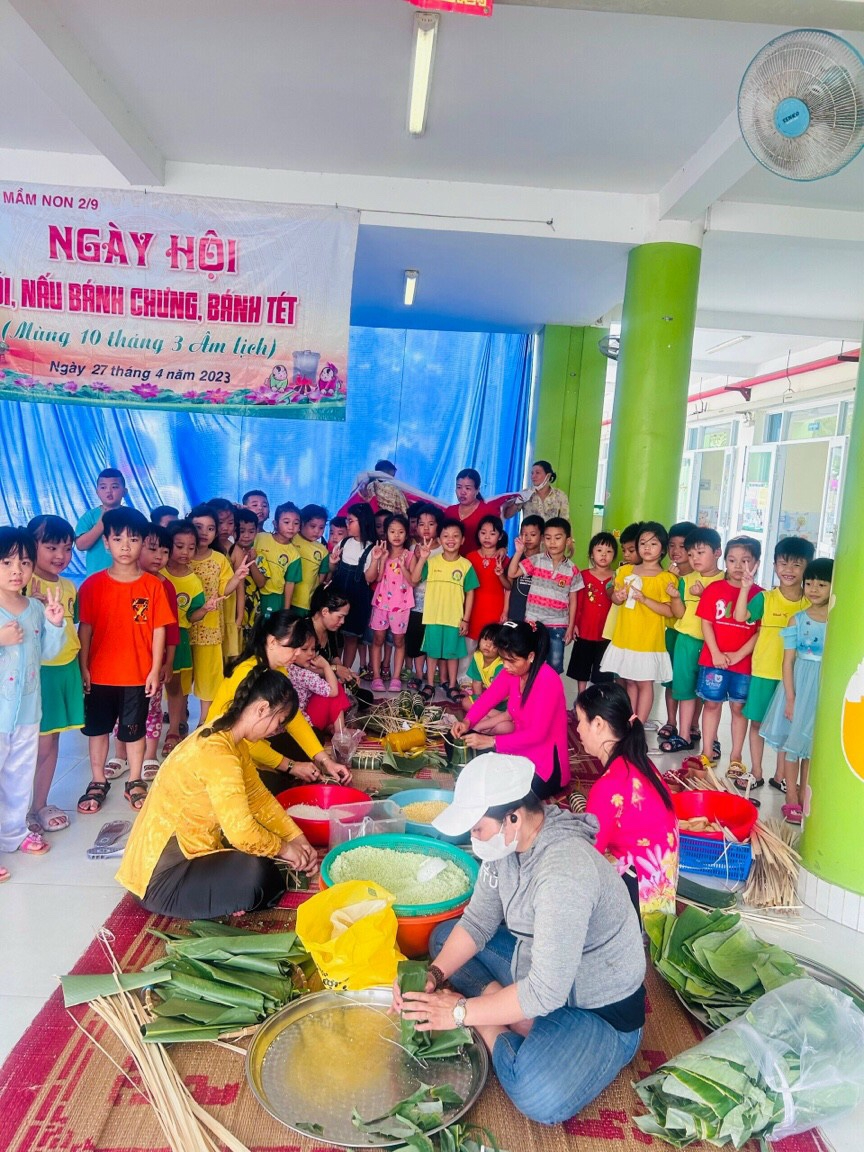 MẦM NON 2/9
NGÀY HỘI
NẤU BÁNH CHƯNG, BÁNH TÉT
(Mùng 10 tháng 3 Âm lịch)
Ngày 27 tháng 4 năm 2023
SENKO